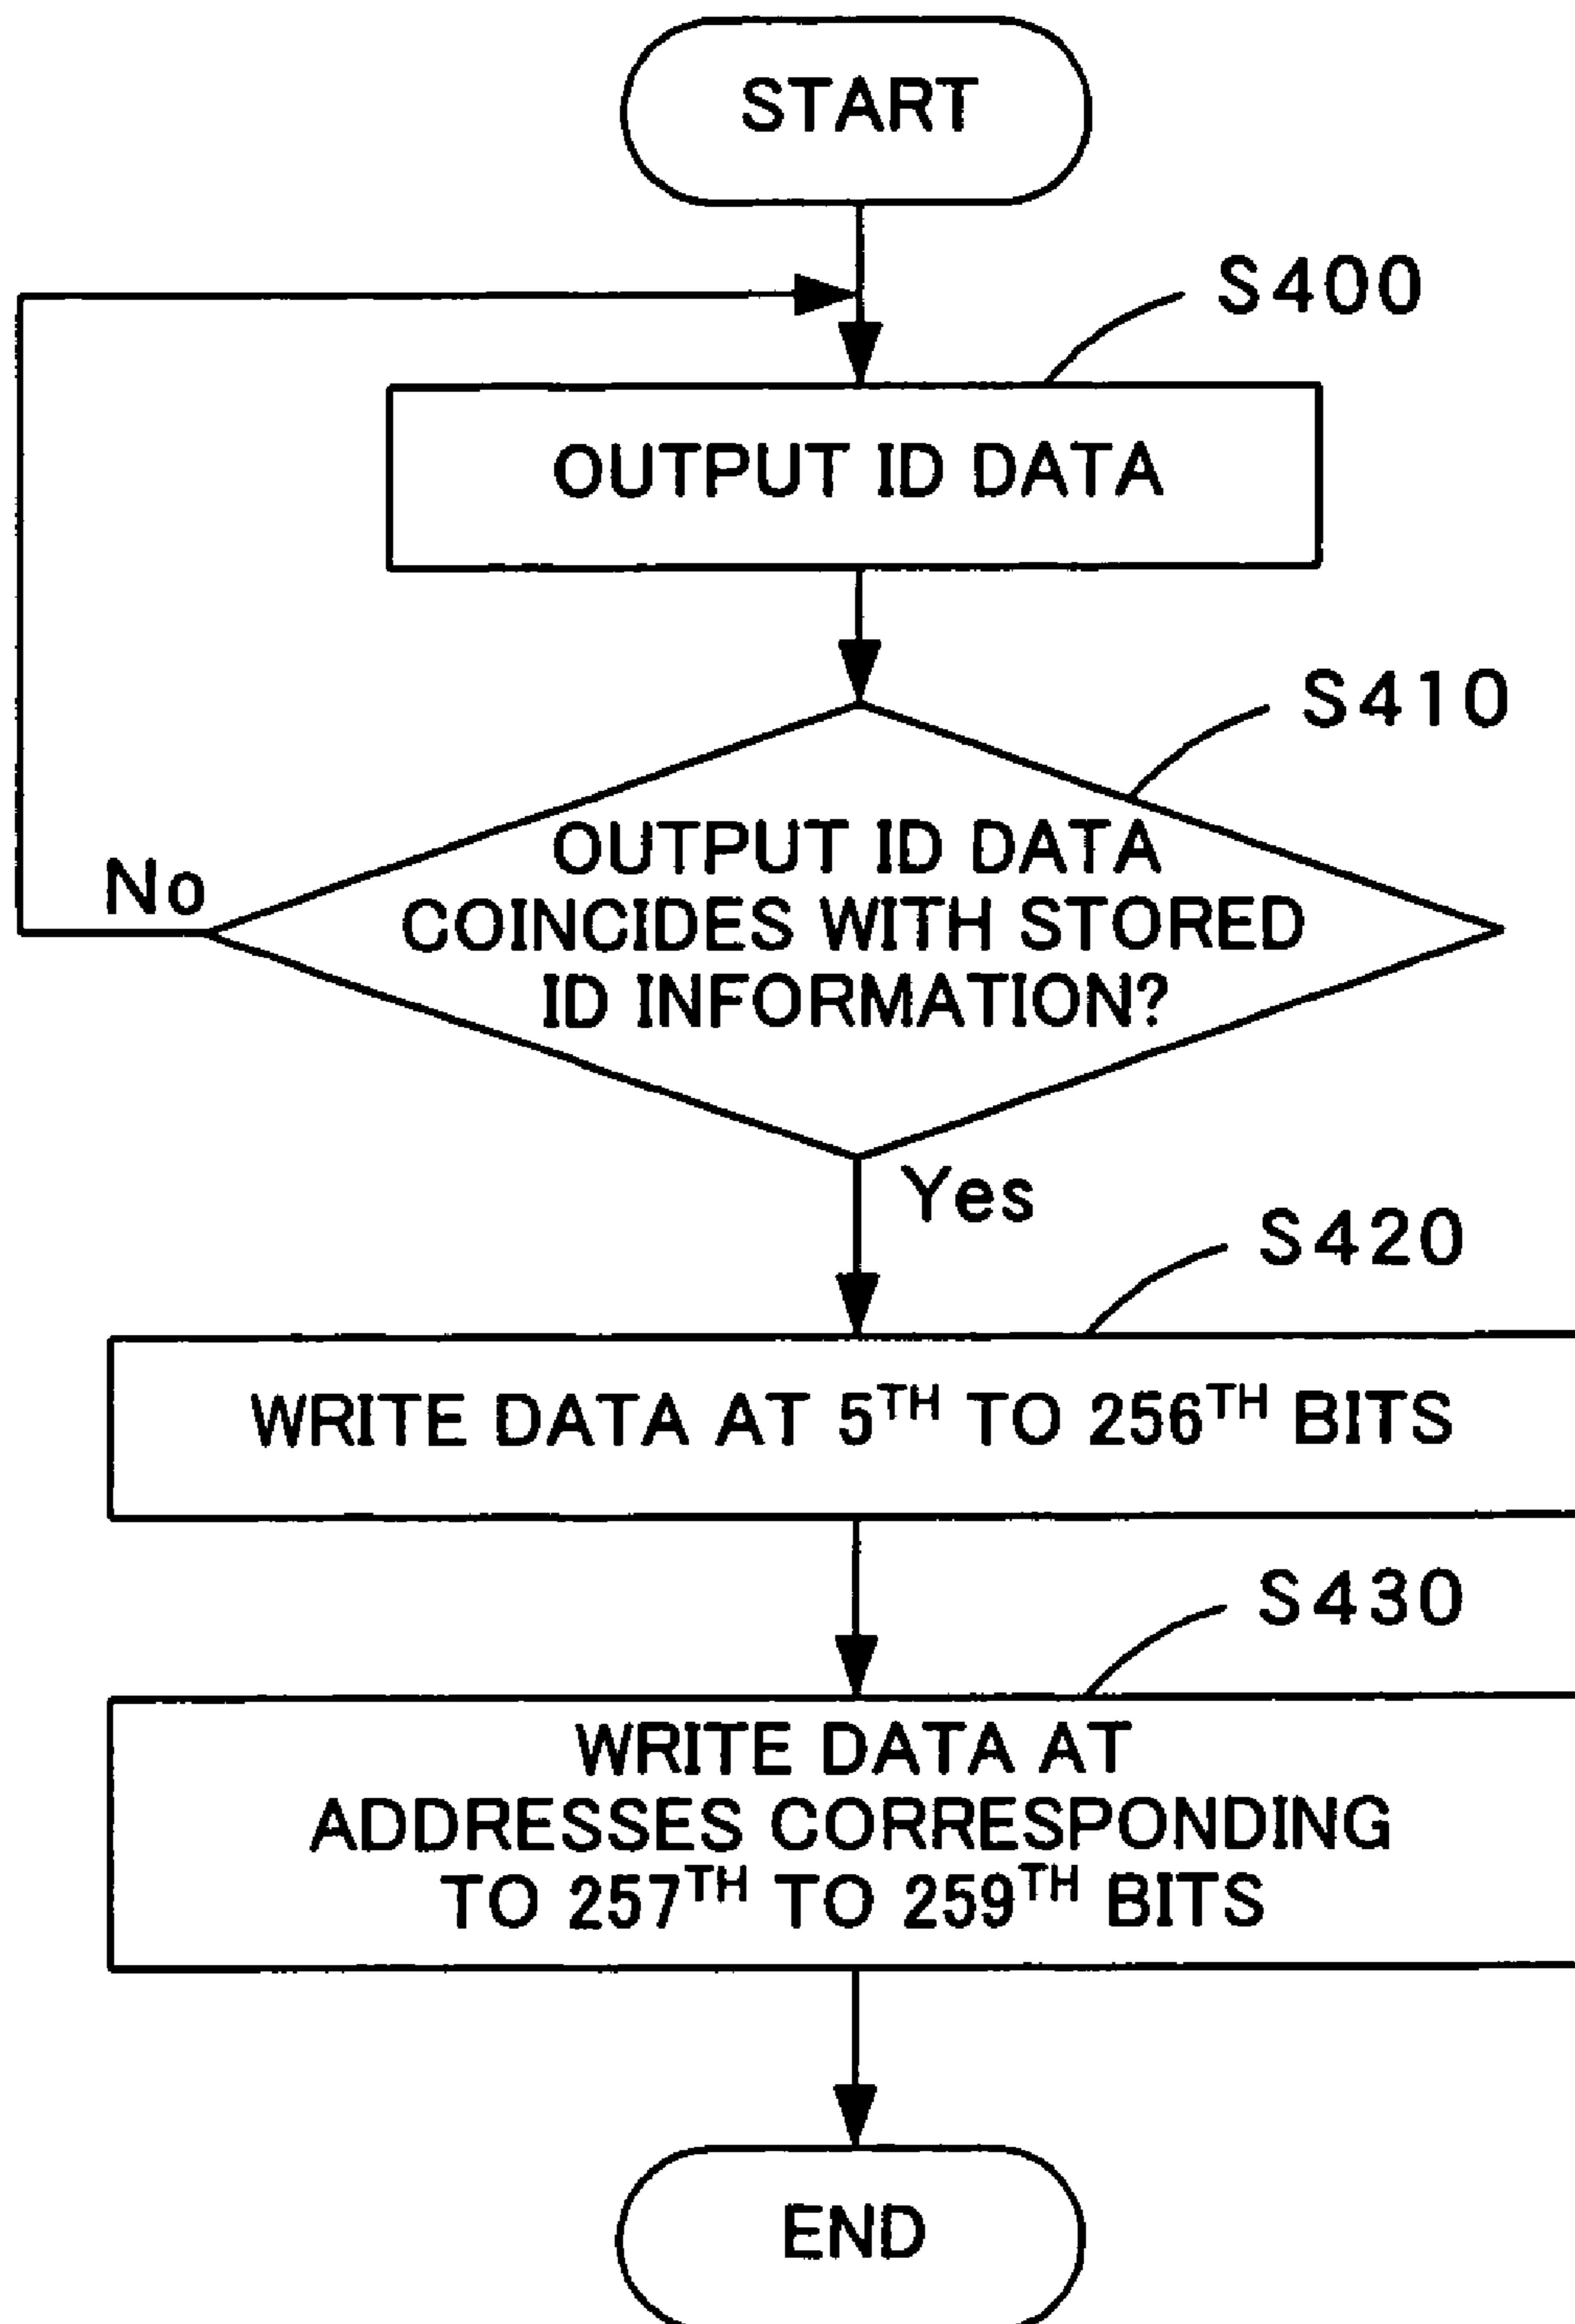 START
S400
OUTPUT ID DATA
S410
OUTPUT ID DATA
COINCIDES WITH STORED
ID INFORMATION?
No
Yes
S420
WRITE DATA AT 5TH TO 256TH BITS
S430
WRITE DATA AT
ADDRESSES CORRESPONDING
TO 257TH TO 259TH BITS
END